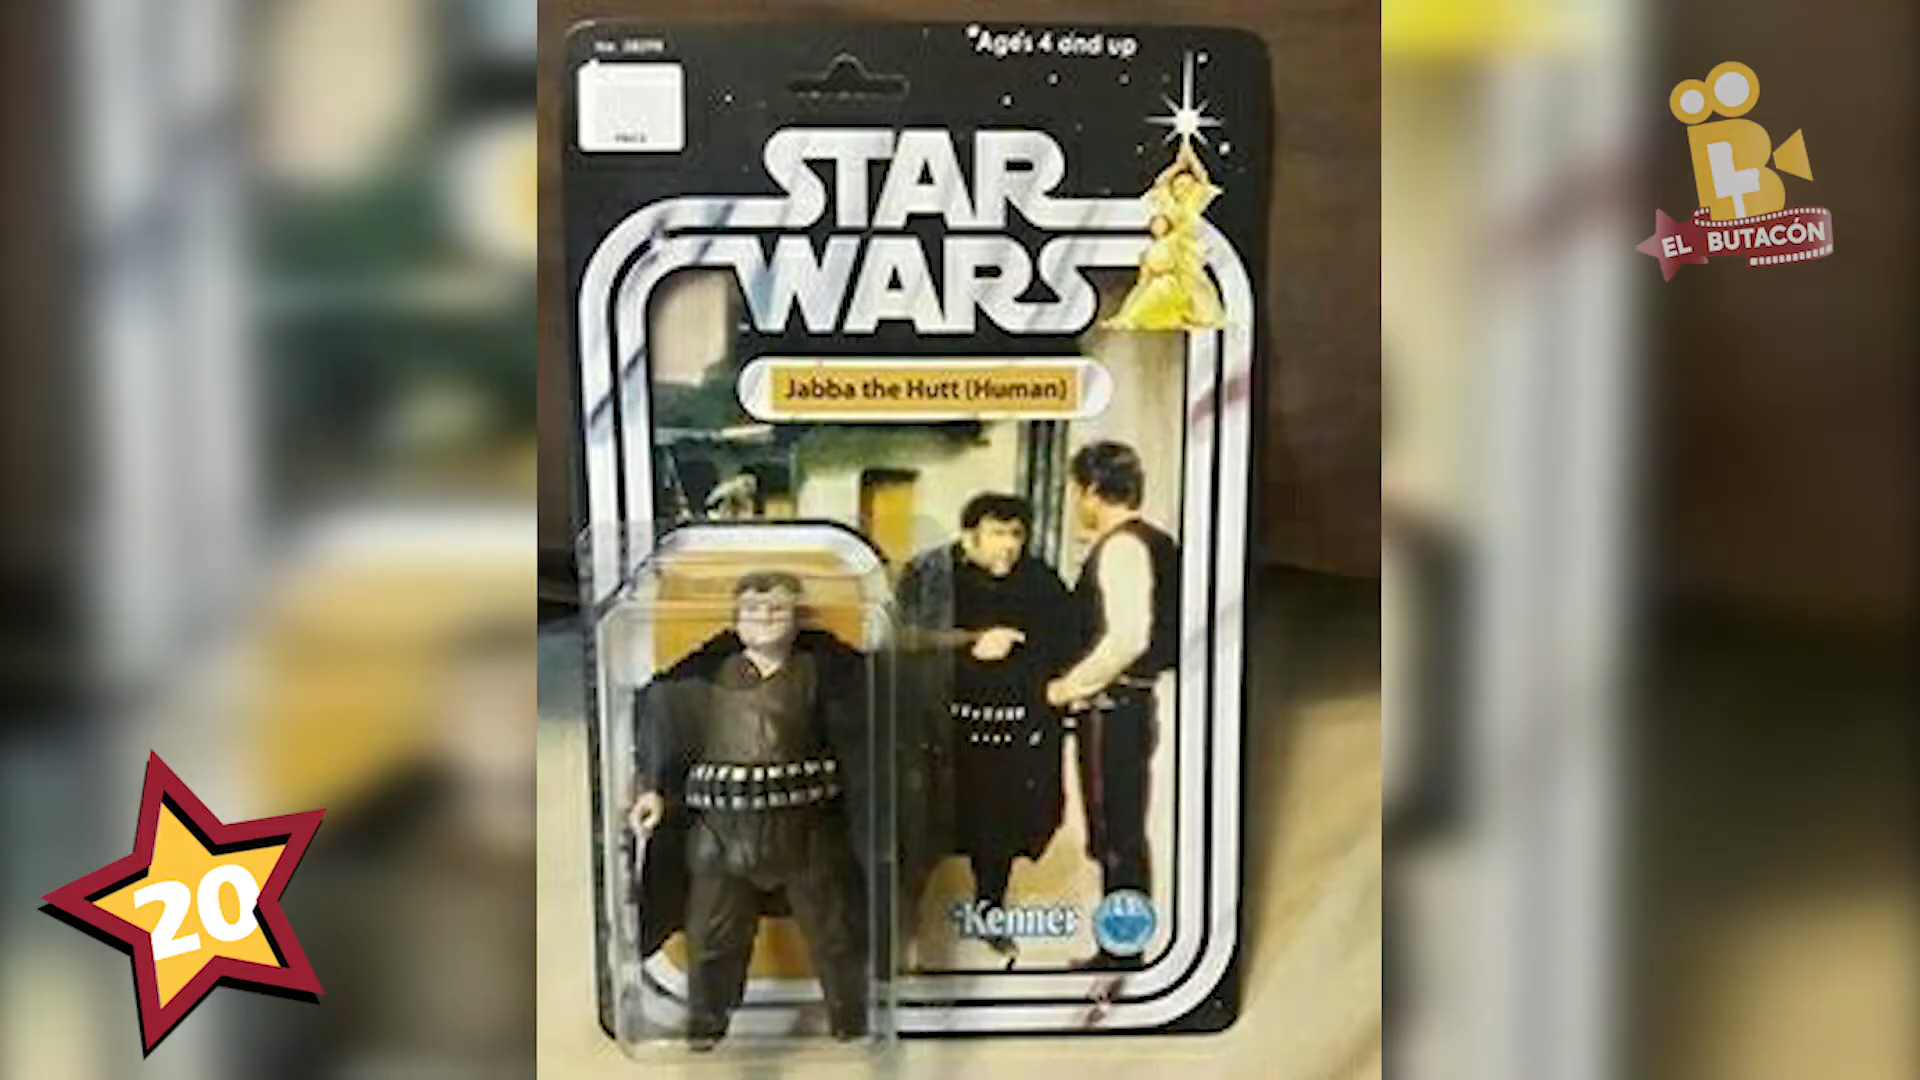 *Ages 4 and up
STAR
WARS
Jabba the Hutt (Human)
Kenner
EL BUTACÓN
20